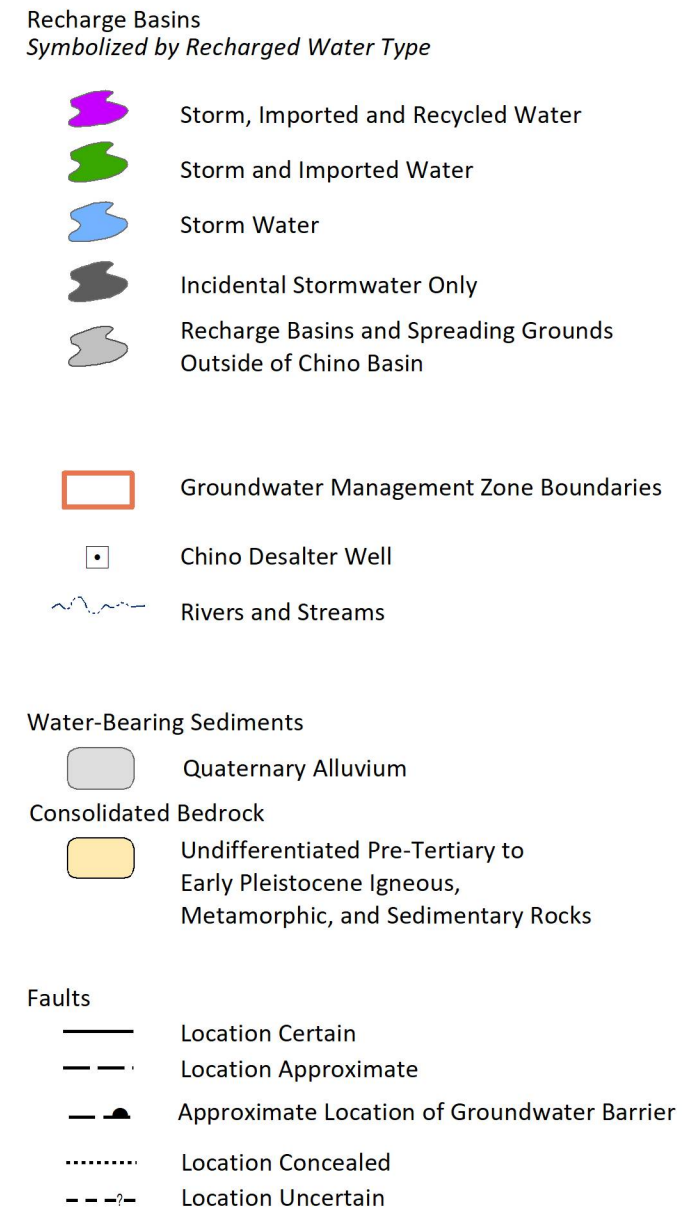 Recharge Basins
Symbolized by Recharged Water Type
Storm, Imported and Recycled Water
Storm and Imported Water
Storm Water
Incidental Stormwater Only
Recharge Basins and Spreading Grounds
Outside of Chino Basin
Groundwater Management Zone Boundaries
Chino Desalter Well
Rivers and Streams
Water-Bearing Sediments
Quaternary Alluvium
Consolidated Bedrock
Undifferentiated Pre-Tertiary to
Early Pleistocene Igneous,
Metamorphic, and Sedimentary Rocks
Faults
Location Certain
Location Approximate
Approximate Location of Groundwater Barrier
Location Concealed
? Location Uncertain